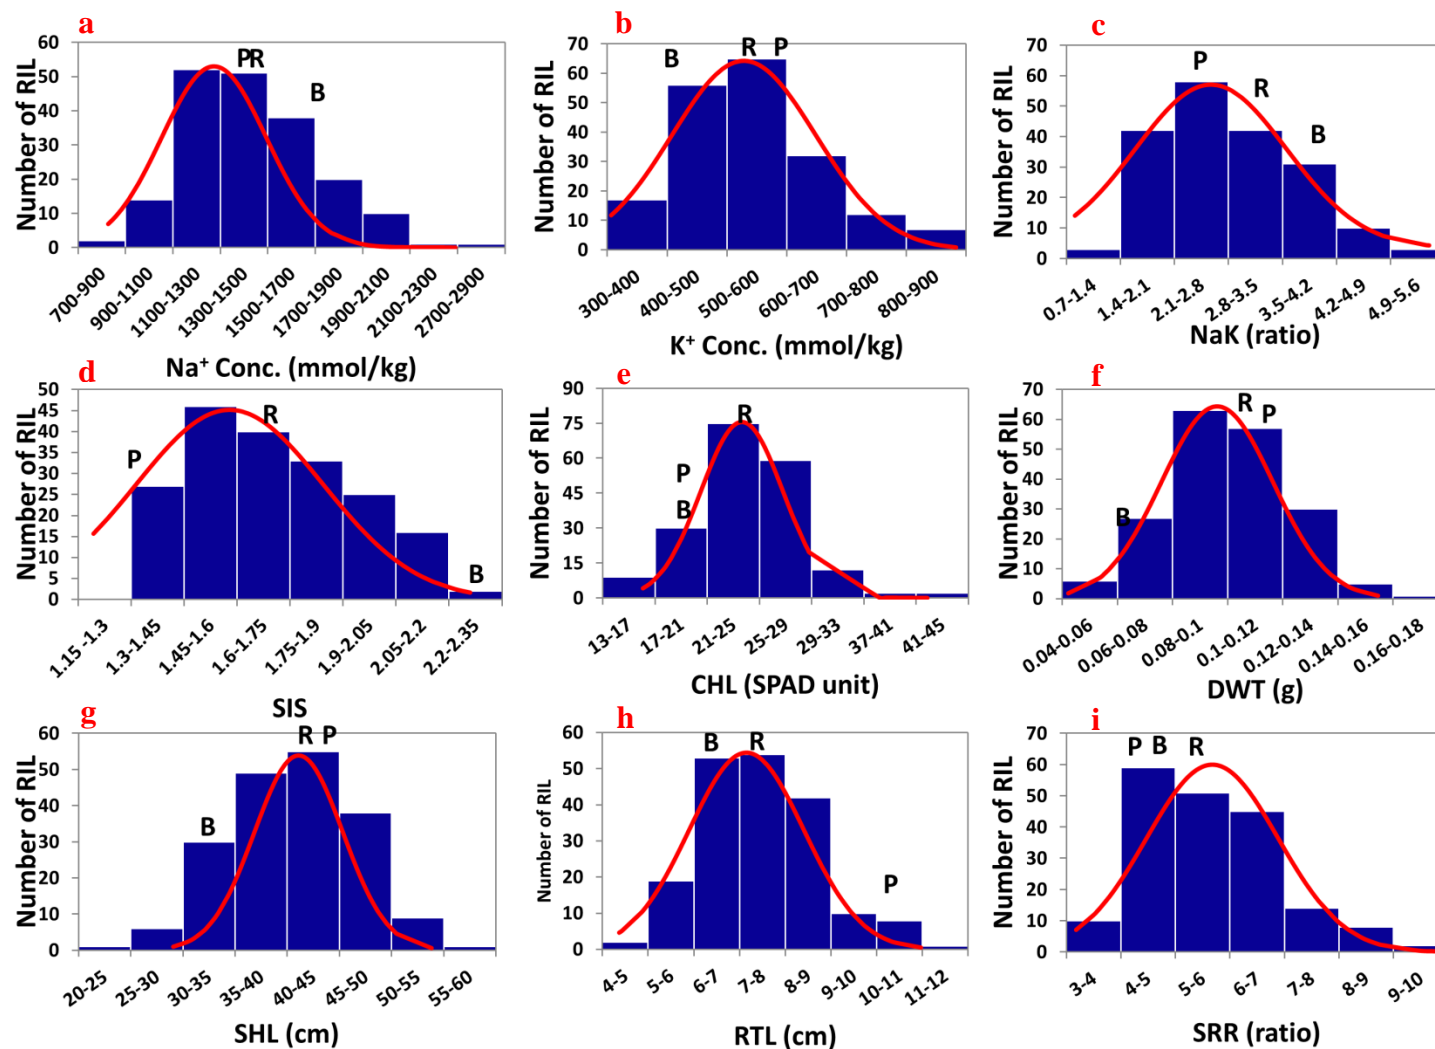 a
Number of RIL
60
50
40
30
20
10
0
PR
B
700-900
900-1100
1100-1300
1300-1500
1500-1700
1700-1900
1900-2100
2100-2300
2700-2900
Na⁺ Conc. (mmol/kg)
b
Number of RIL
70
60
50
40
30
20
10
0
B
R
P
300-400
400-500
500-600
600-700
700-800
800-900
K⁺ Conc. (mmol/kg)
c
Number of RIL
70
60
50
40
30
20
10
0
P
R
B
0.7-1.4
1.4-2.1
2.1-2.8
2.8-3.5
3.5-4.2
4.2-4.9
4.9-5.6
NaK (ratio)
d
Number of RIL
50
45
40
35
30
25
20
15
10
5
0
P
R
B
1.15 -1.3
1.3-1.45
1.45-1.6
1.6-1.75
1.75-1.9
1.9-2.05
2.05-2.2
2.2-2.35
SIS
e
Number of RIL
90
75
60
45
30
15
0
P
B
R
13-17
17-21
21-25
25-29
29-33
37-41
41-45
CHL (SPAD unit)
f
Number of RIL
70
60
50
40
30
20
10
0
B
R
P
0.04-0.06
0.06-0.08
0.08-0.1
0.1-0.12
0.12-0.14
0.14-0.16
0.16-0.18
DWT (g)
g
Number of RIL
60
50
40
30
20
10
0
B
R P
20-25
25-30
30-35
35-40
40-45
45-50
50-55
55-60
SHL (cm)
h
Number of RIL
60
50
40
30
20
10
0
B
R
P
4-5
5-6
6-7
7-8
8-9
9-10
10-11
11-12
RTL (cm)
i
Number of RIL
70
60
50
40
30
20
10
0
P B R
3-4
4-5
5-6
6-7
7-8
8-9
9-10
SRR (ratio)